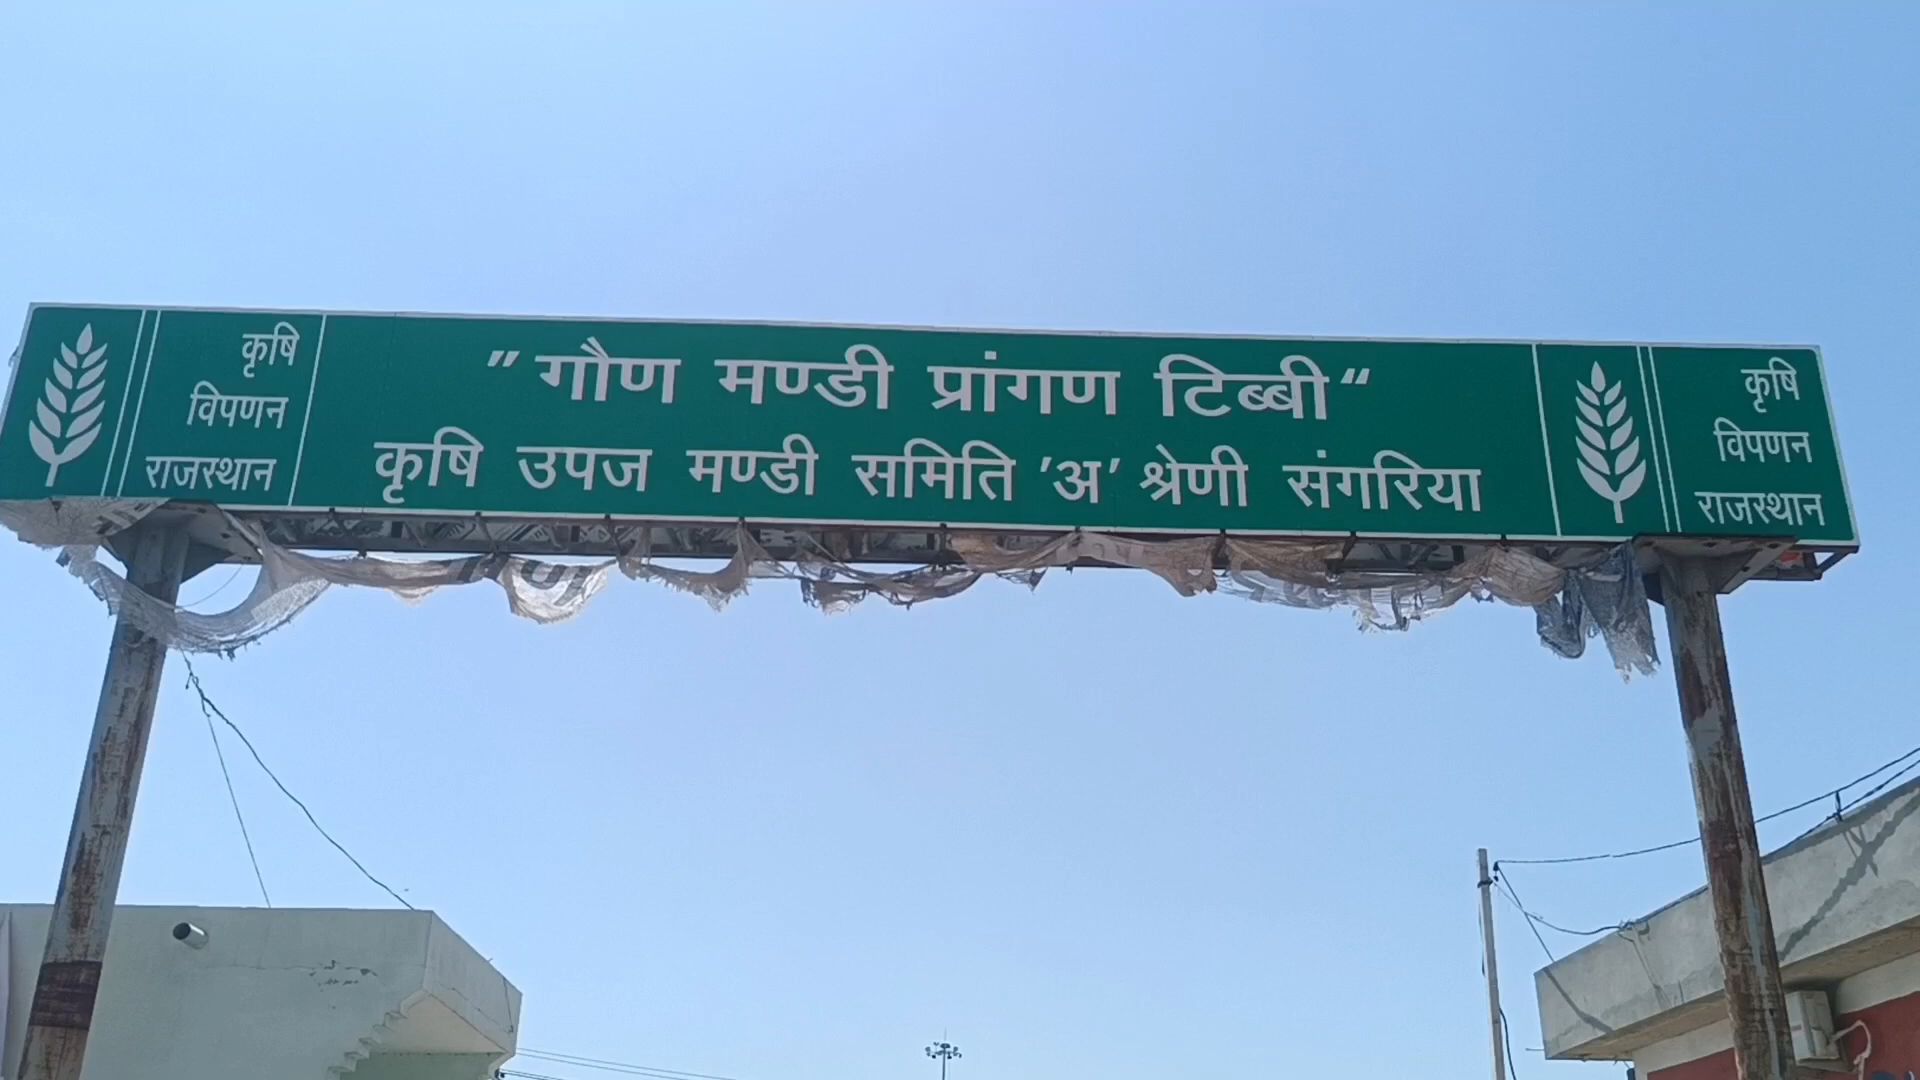 कृषि
विपणन
राजस्थान
"गौण मण्डी प्रांगण टिब्बी"
कृषि उपज मण्डी समिति 'अ' श्रेणी संगरिया
कृषि
विपणन
राजस्थान